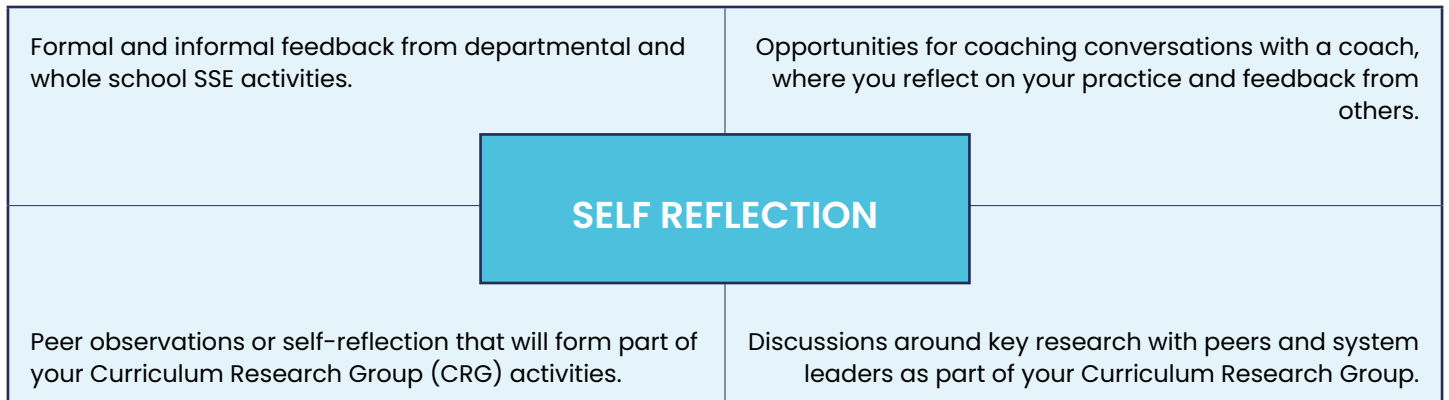 Formal and informal feedback from departmental and
whole school SSE activities.
Opportunities for coaching conversations with a coach,
where you reflect on your practice and feedback from
others.
SELF REFLECTION
Peer observations or self-reflection that will form part of
your Curriculum Research Group (CRG) activities.
Discussions around key research with peers and system
leaders as part of your Curriculum Research Group.